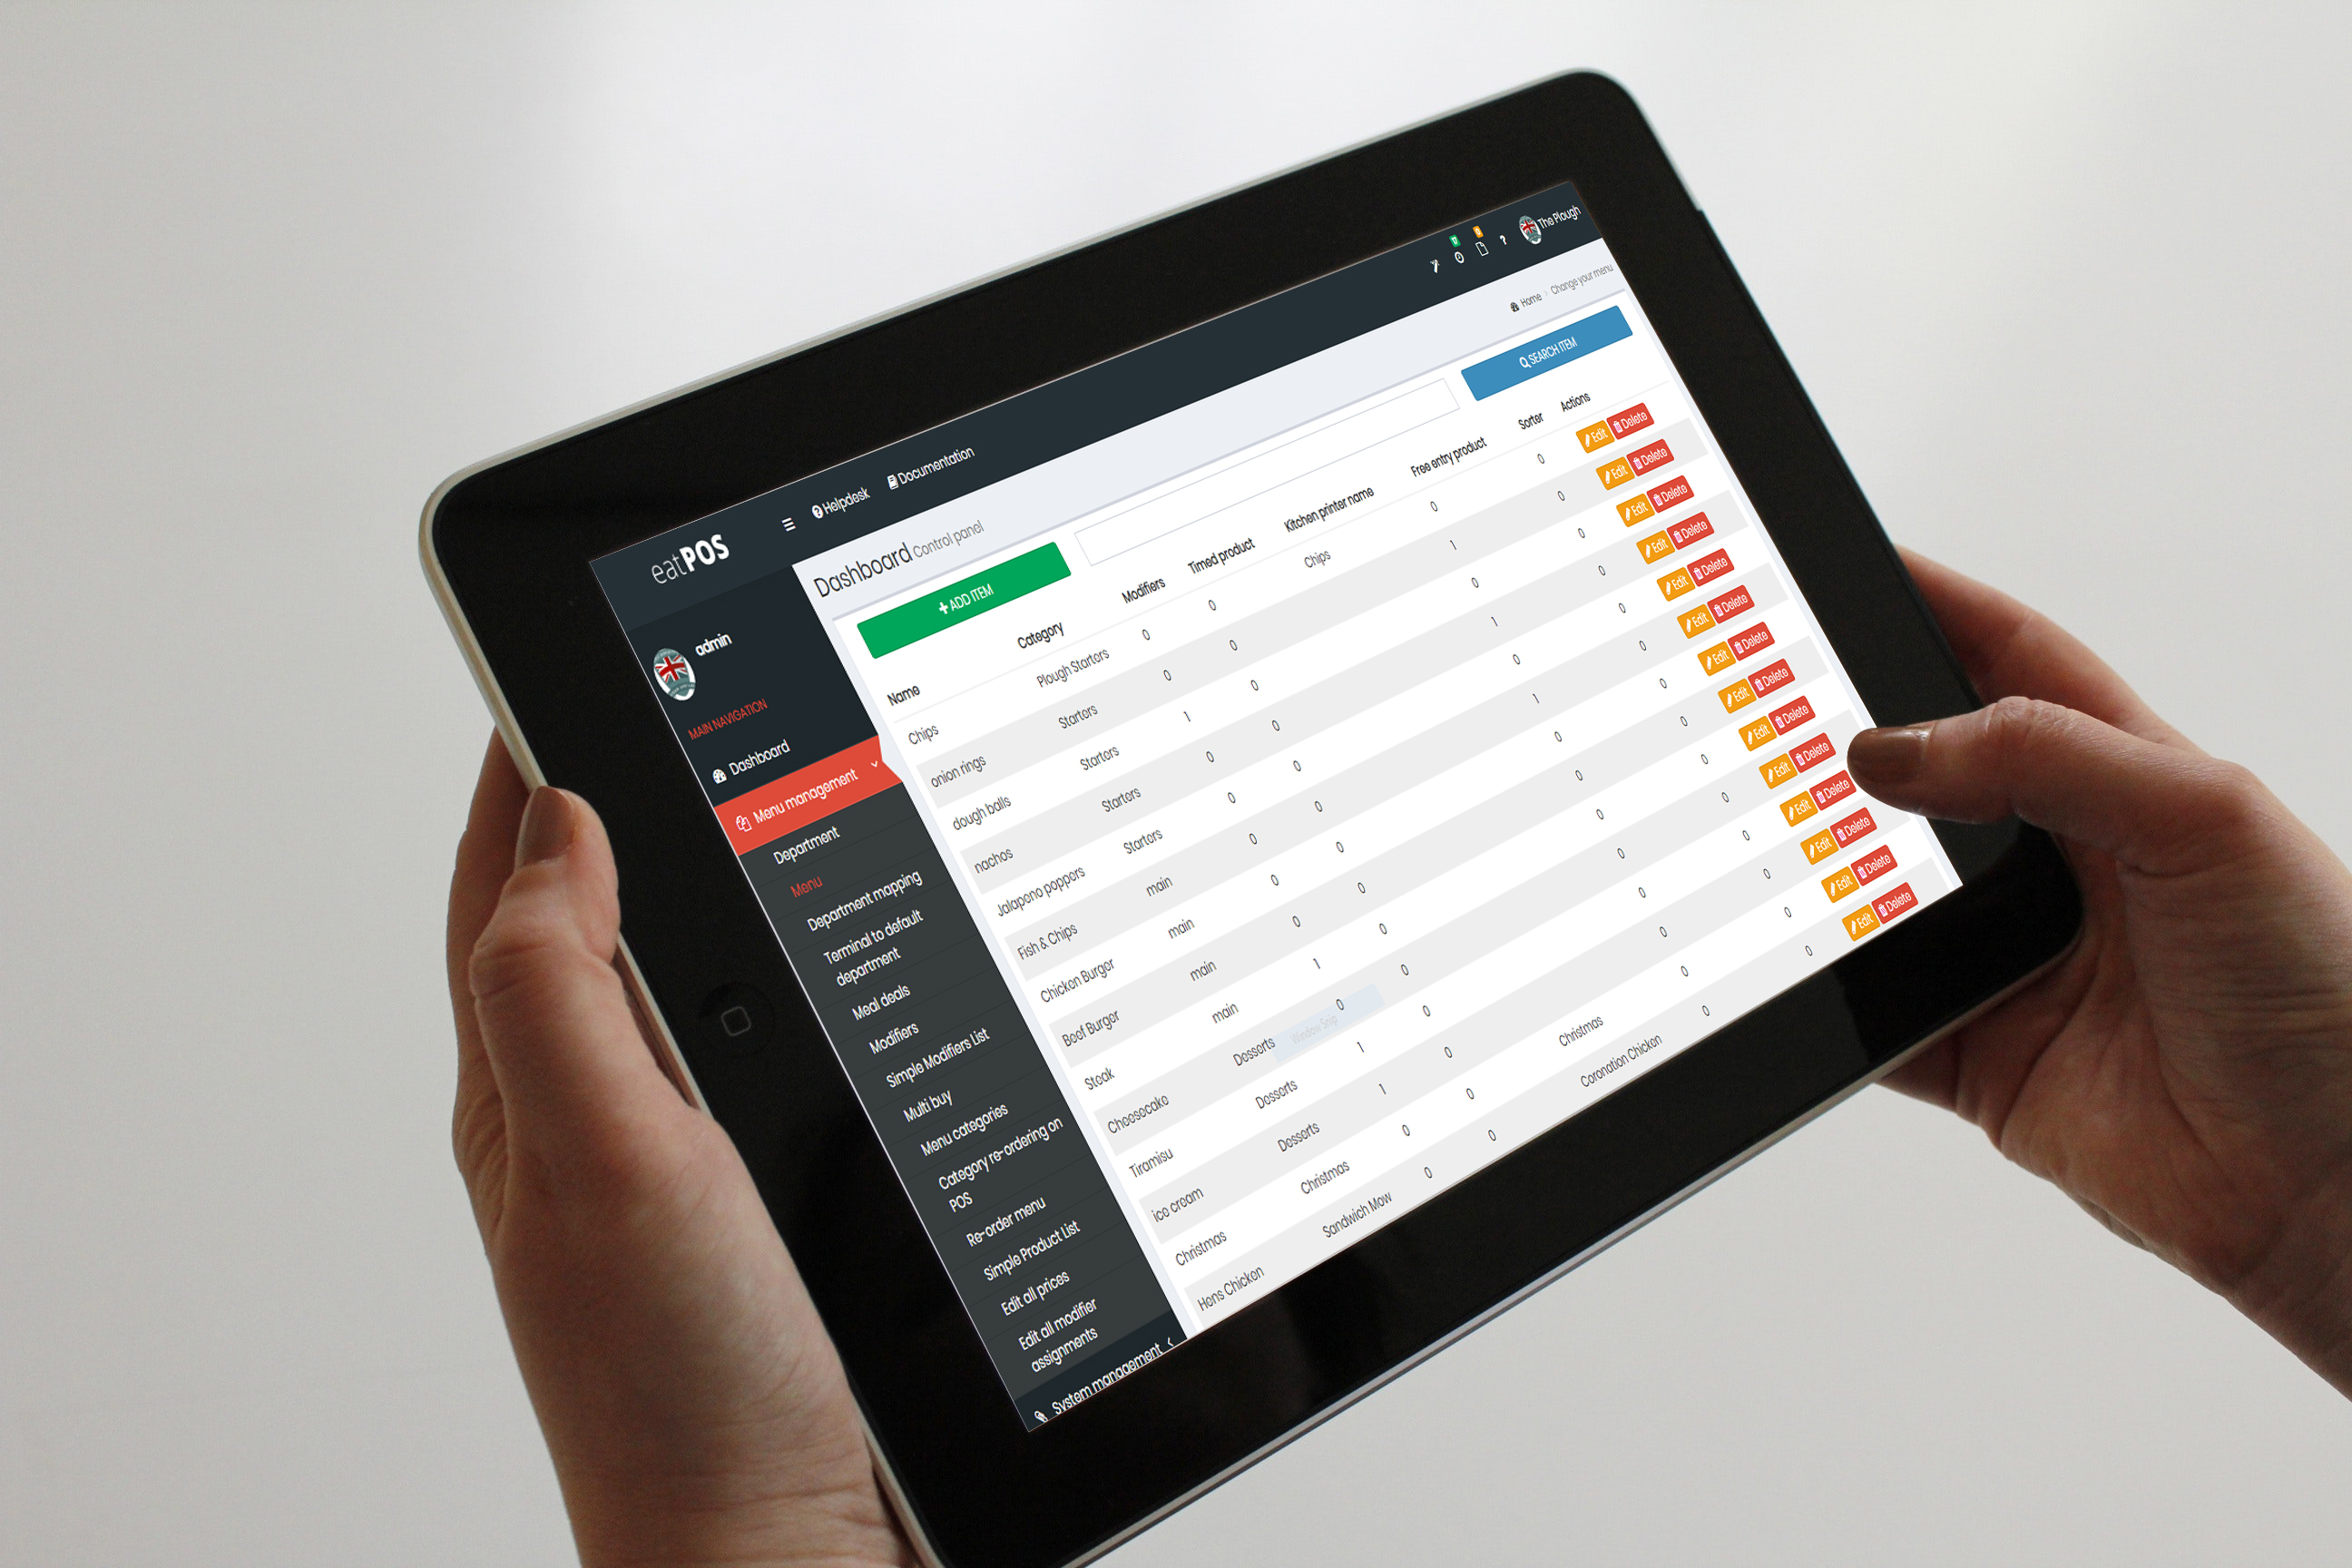 eatPOS
Helpdesk
Documentation
? The Plough
admin
MAIN NAVIGATION
Dashboard
Menu management
Department
Menu
Department mapping
Terminal to default
department
Meal deals
Modifiers
Simple Modifiers List
Multi buy
Menu categories
Category re-ordering on
POS
Re-order menu
Simple Product List
Edit all prices
Edit all modifier
assignments
System management
Dashboard Control panel
Home > Change your menu
ADD ITEM
SEARCH ITEM
Name Category Modifiers Timed product Kitchen printer name Free entry product Sorter Actions
Chips Plough Starters 0 0 Chips 0 0 Edit Delete
onion rings Starters 0 0 1 0 Edit Delete
dough balls Starters 1 0 0 0 Edit Delete
nachos Starters 0 0 1 0 Edit Delete
Jalapeno poppers Starters 0 0 0 0 Edit Delete
Fish & Chips main 0 0 1 0 Edit Delete
Chicken Burger main 0 0 0 0 Edit Delete
Beef Burger main 0 0 0 0 Edit Delete
Steak main 1 0 0 0 Edit Delete
Cheesecake Desserts 0 0 0 0 Edit Delete
Tiramisu Desserts 1 0 0 0 Edit Delete
ice cream Desserts 1 0 0 0 Edit Delete
Christmas Christmas 0 0 Christmas 0 0 Edit Delete
Hens Chicken Sandwich Mow 0 0 Coronation Chicken 0 0 Edit Delete
Window Snip